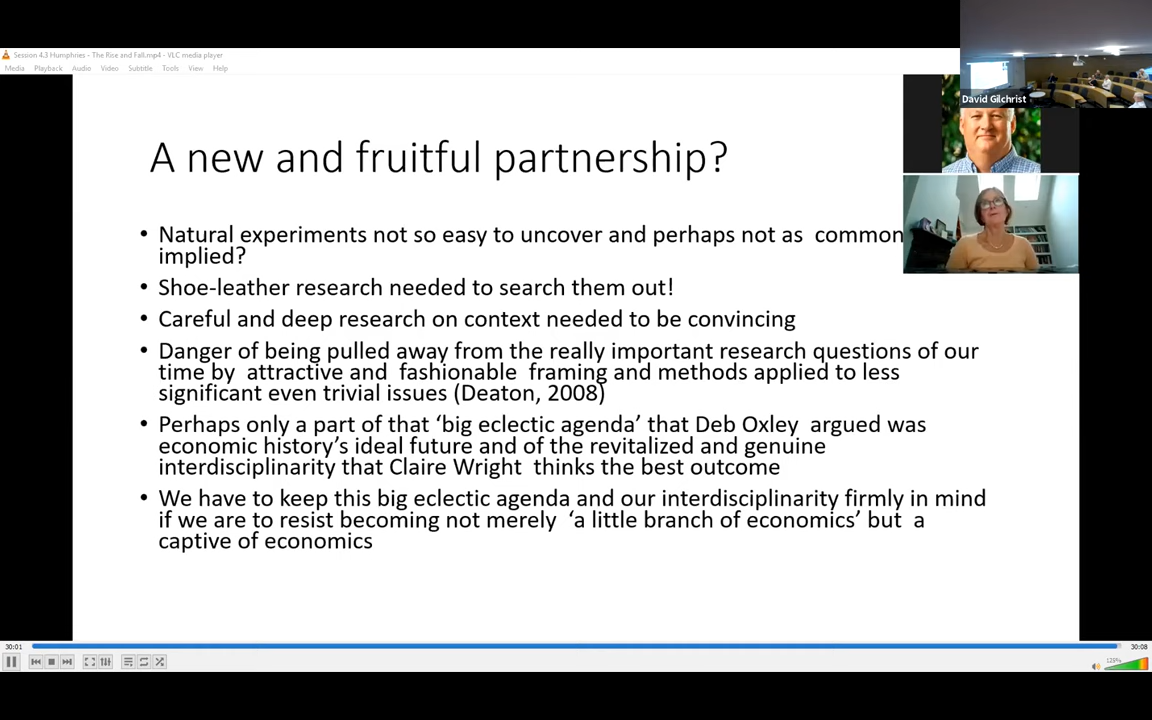 Session 4.3 Humphries - The Rise and Fall.mp4 - VLC media player
Media Playback Audio Video Subtitle Tools View Help
David Gilchrist
A new and fruitful partnership?
• Natural experiments not so easy to uncover and perhaps not as common
implied?
• Shoe-leather research needed to search them out!
• Careful and deep research on context needed to be convincing
• Danger of being pulled away from the really important research questions of our
time by attractive and fashionable framing and methods applied to less
significant even trivial issues (Deaton, 2008)
• Perhaps only a part of that ‘big eclectic agenda’ that Deb Oxley argued was
economic history’s ideal future and of the revitalized and genuine
interdisciplinarity that Claire Wright thinks the best outcome
• We have to keep this big eclectic agenda and our interdisciplinarity firmly in mind
if we are to resist becoming not merely ‘a little branch of economics’ but a
captive of economics
30:01
30:08
125%